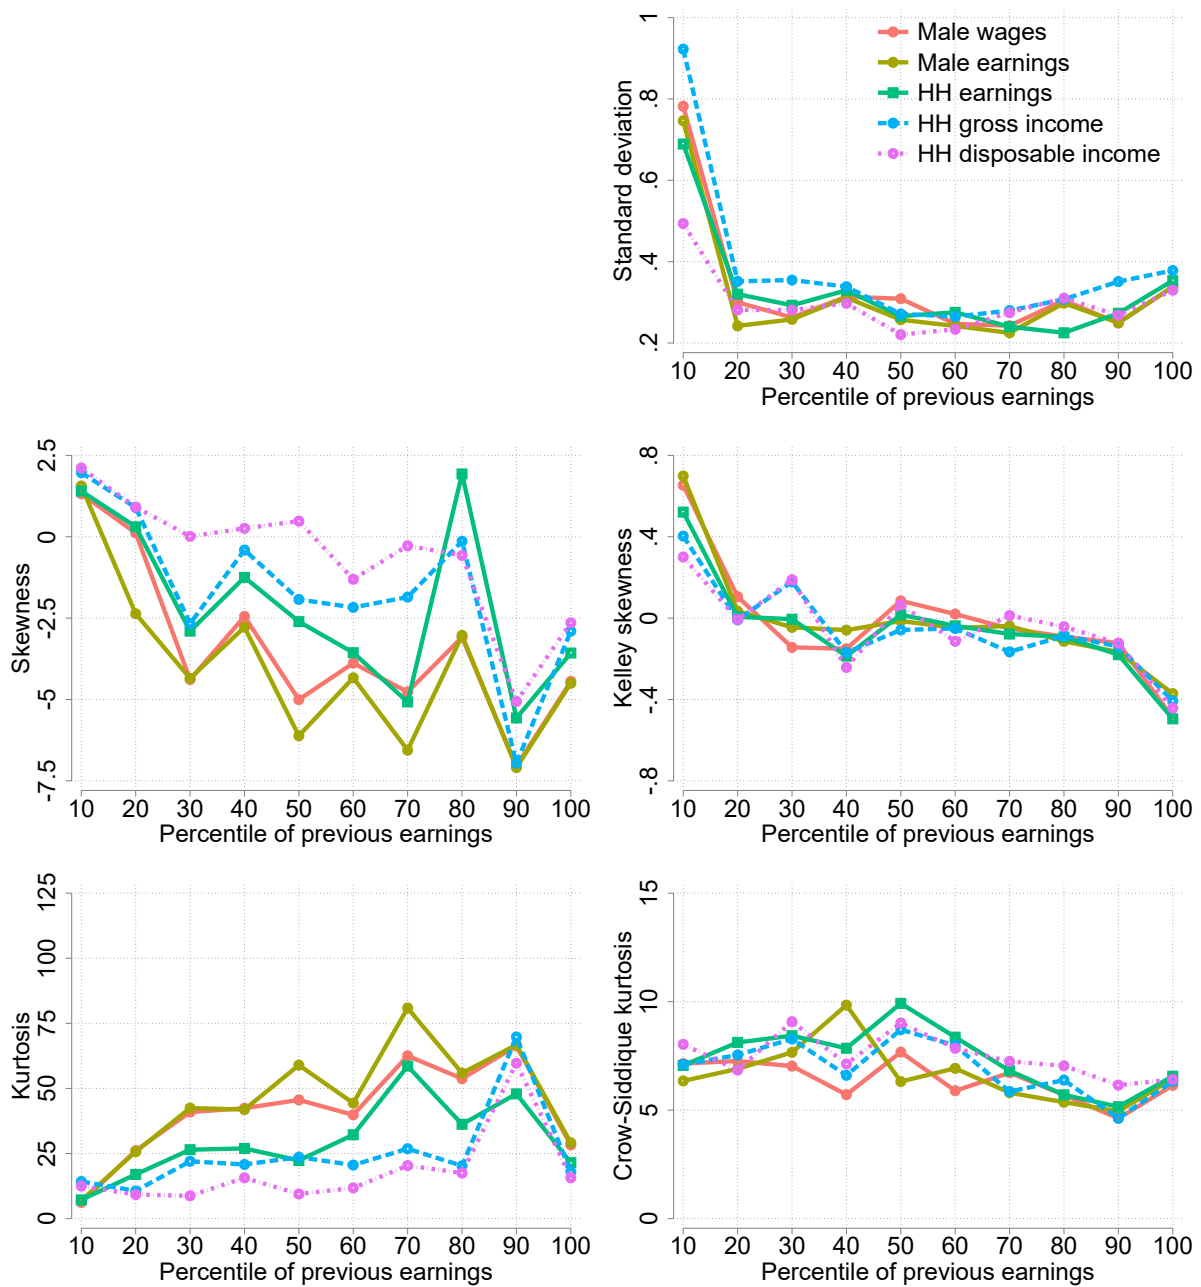 Standard deviation
1
.8
.6
.4
.2
Male wages
Male earnings
HH earnings
HH gross income
HH disposable income
10 20 30 40 50 60 70 80 90 100
Percentile of previous earnings
Skewness
2.5
0
-2.5
-5
-7.5
10 20 30 40 50 60 70 80 90 100
Percentile of previous earnings
Kelley skewness
.8
.4
0
-.4
-.8
10 20 30 40 50 60 70 80 90 100
Percentile of previous earnings
Kurtosis
125
100
75
50
25
0
10 20 30 40 50 60 70 80 90 100
Percentile of previous earnings
Crow-Siddique kurtosis
15
10
5
0
10 20 30 40 50 60 70 80 90 100
Percentile of previous earnings